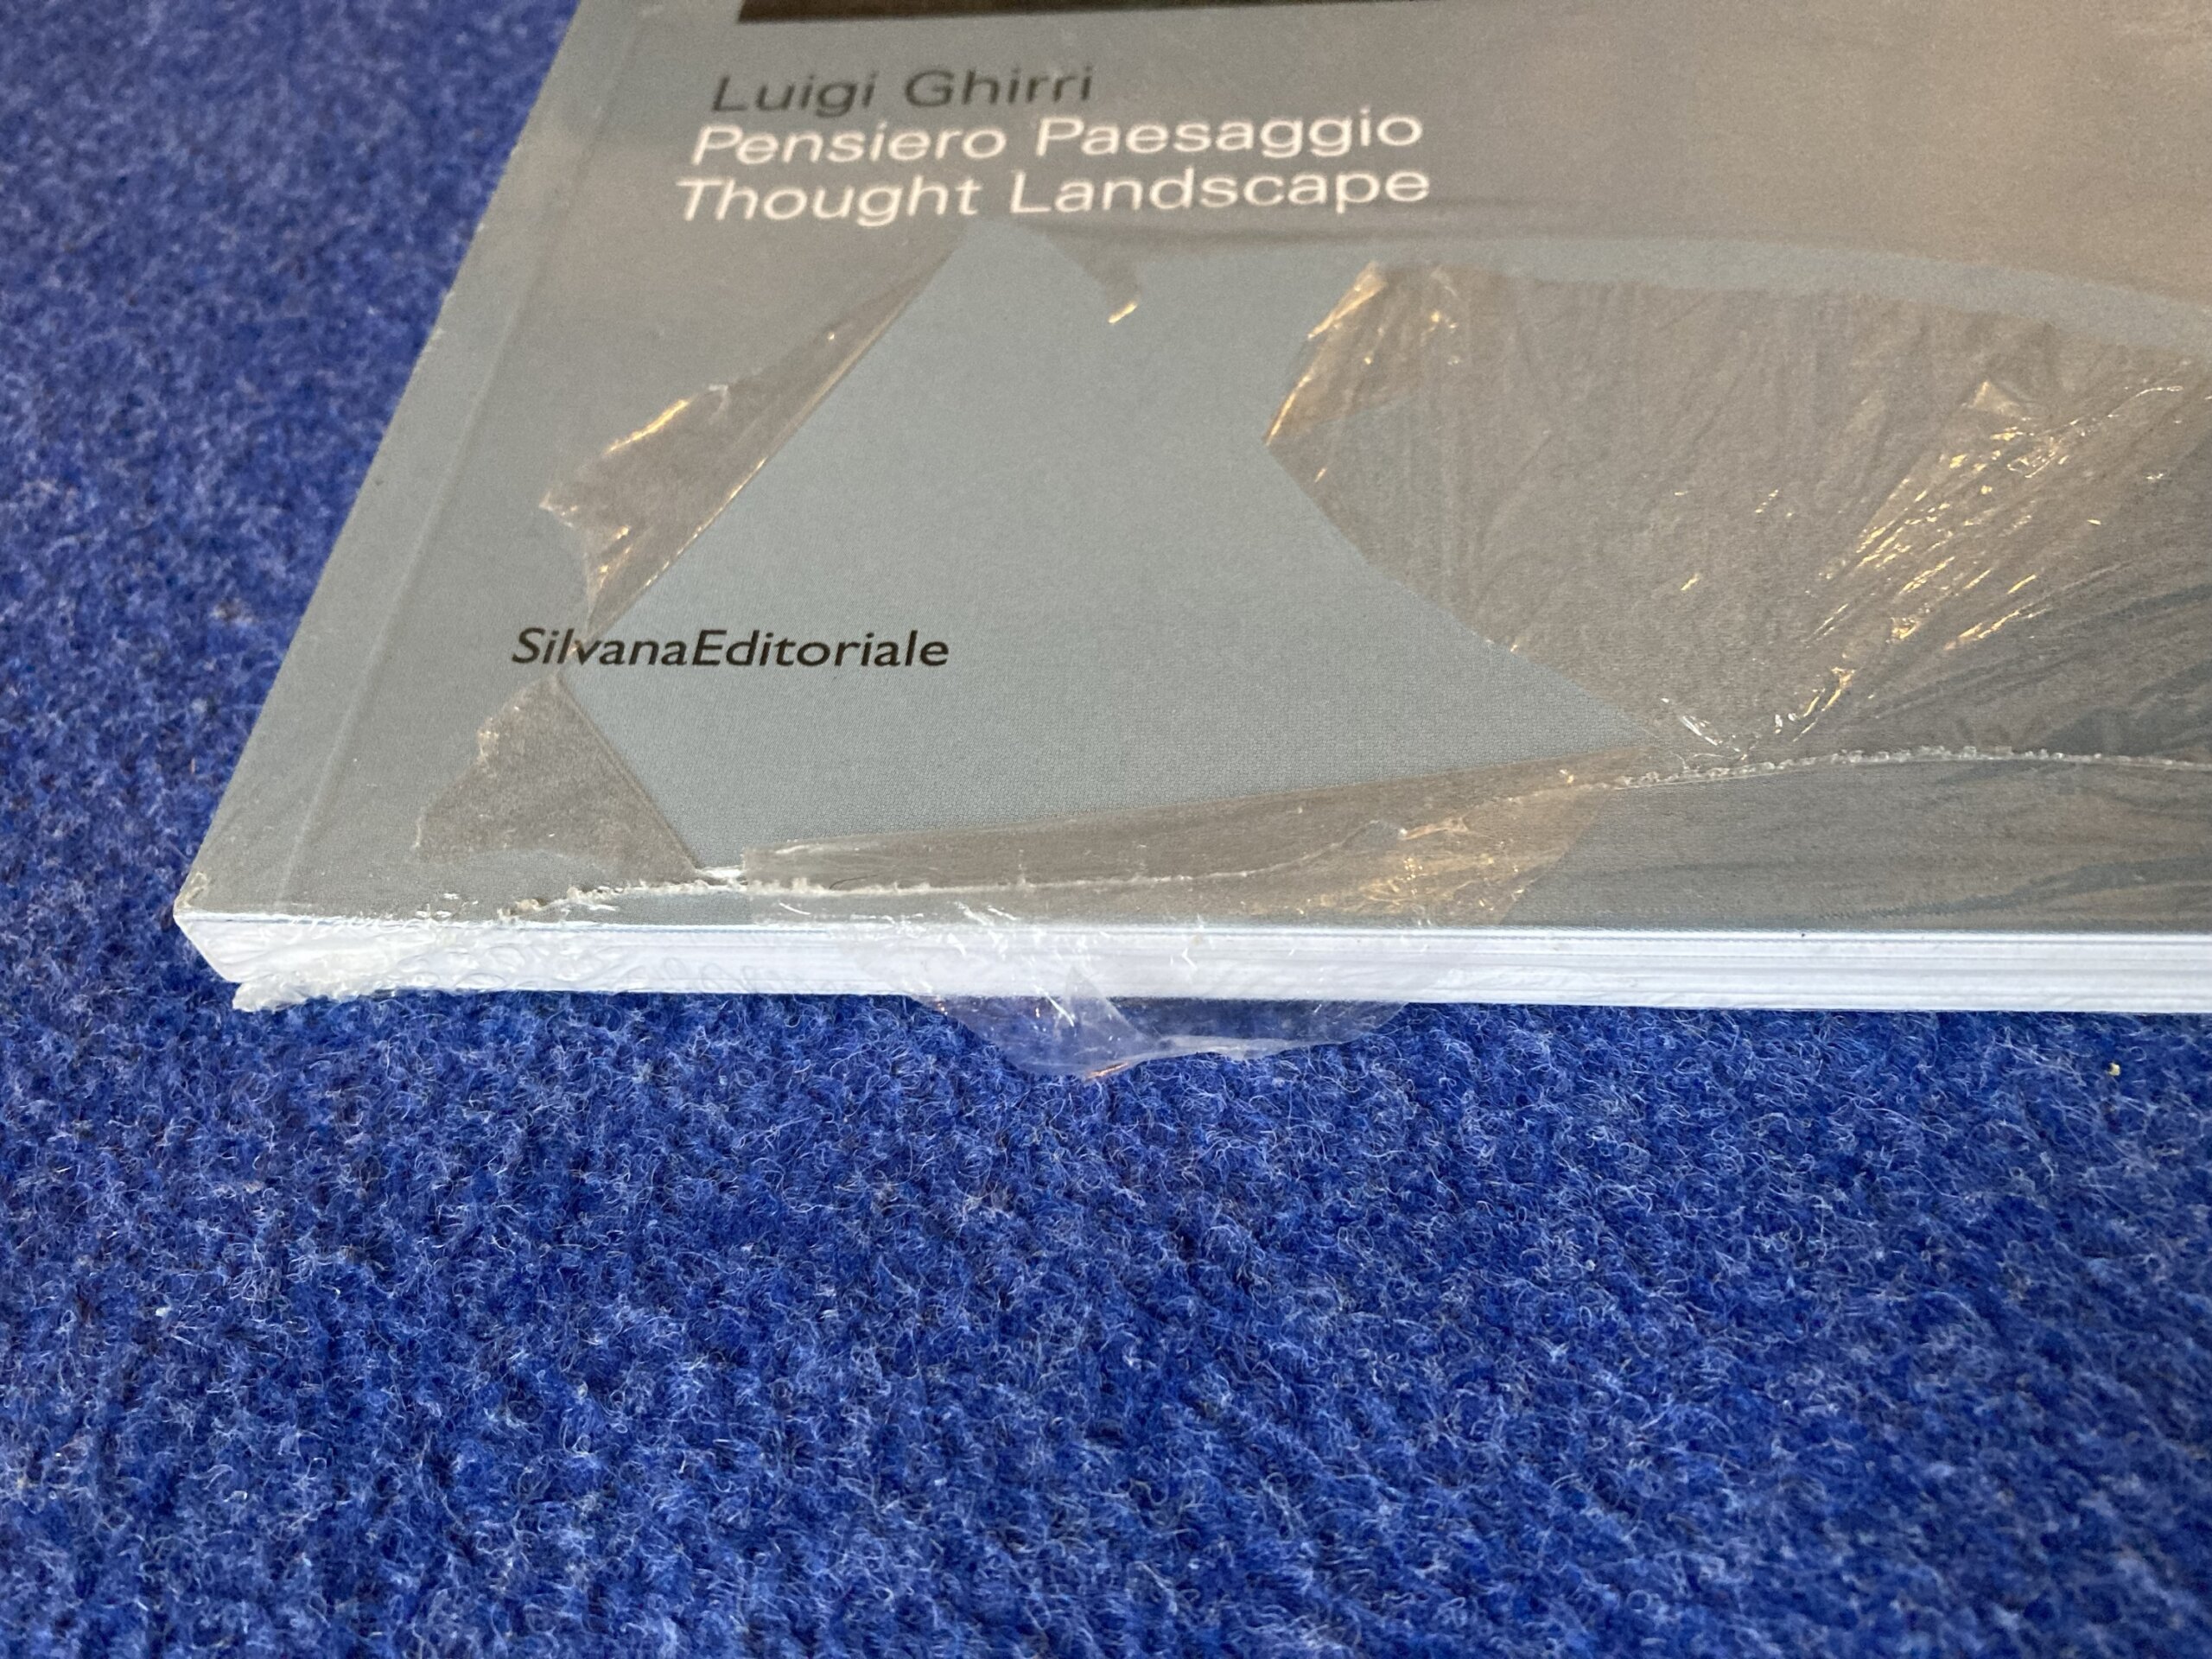 Luigi Ghirri
Pensiero Paesaggio
Thought Landscape
SilvanaEditoriale